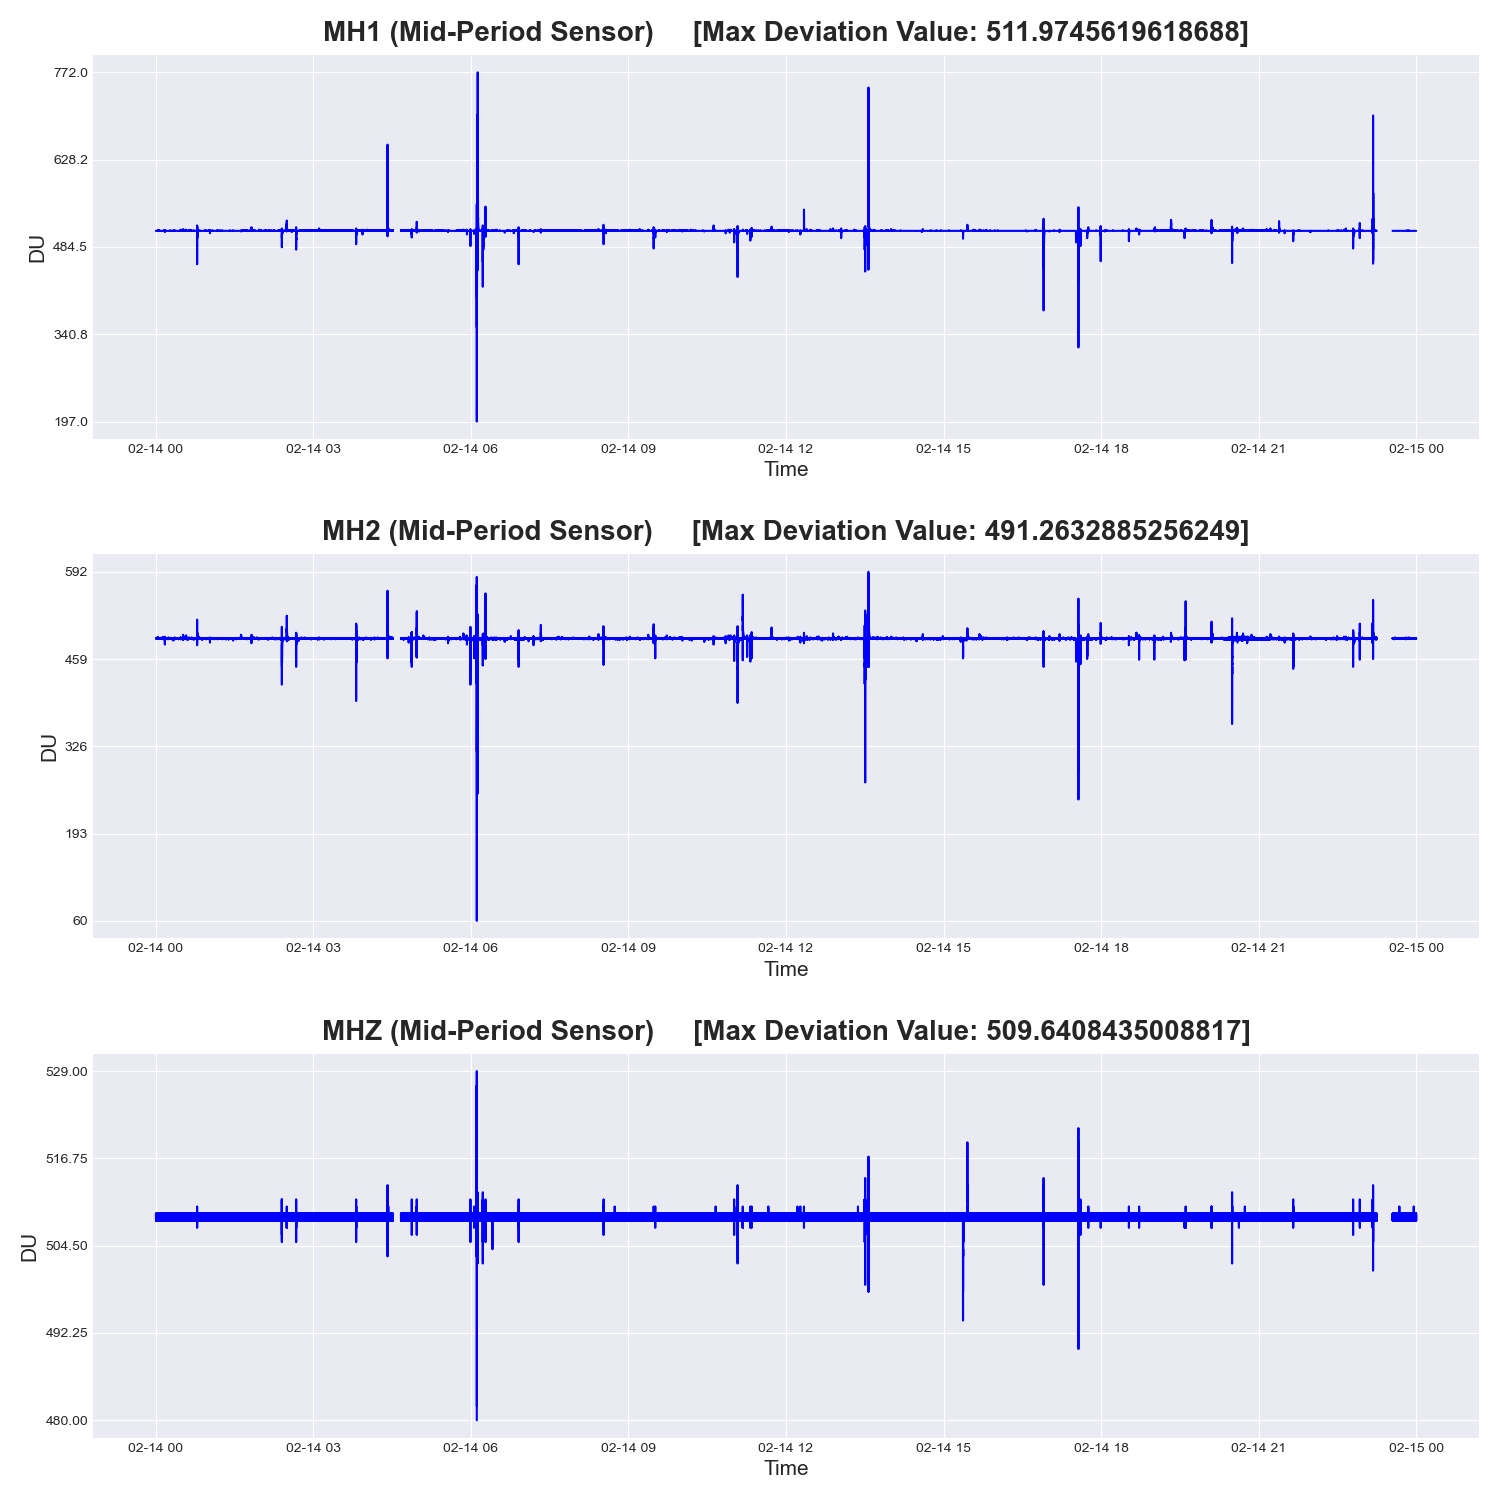 MH1 (Mid-Period Sensor) [Max Deviation Value: 511.9745619618688]
772.0
628.2
484.5
340.8
197.0
DU
02-14 00 02-14 03 02-14 06 02-14 09 02-14 12 02-14 15 02-14 18 02-14 21 02-15 00
Time
MH2 (Mid-Period Sensor) [Max Deviation Value: 491.2632885256249]
592
459
326
193
60
DU
02-14 00 02-14 03 02-14 06 02-14 09 02-14 12 02-14 15 02-14 18 02-14 21 02-15 00
Time
MHZ (Mid-Period Sensor) [Max Deviation Value: 509.6408435008817]
529.00
516.75
504.50
492.25
480.00
DU
02-14 00 02-14 03 02-14 06 02-14 09 02-14 12 02-14 15 02-14 18 02-14 21 02-15 00
Time